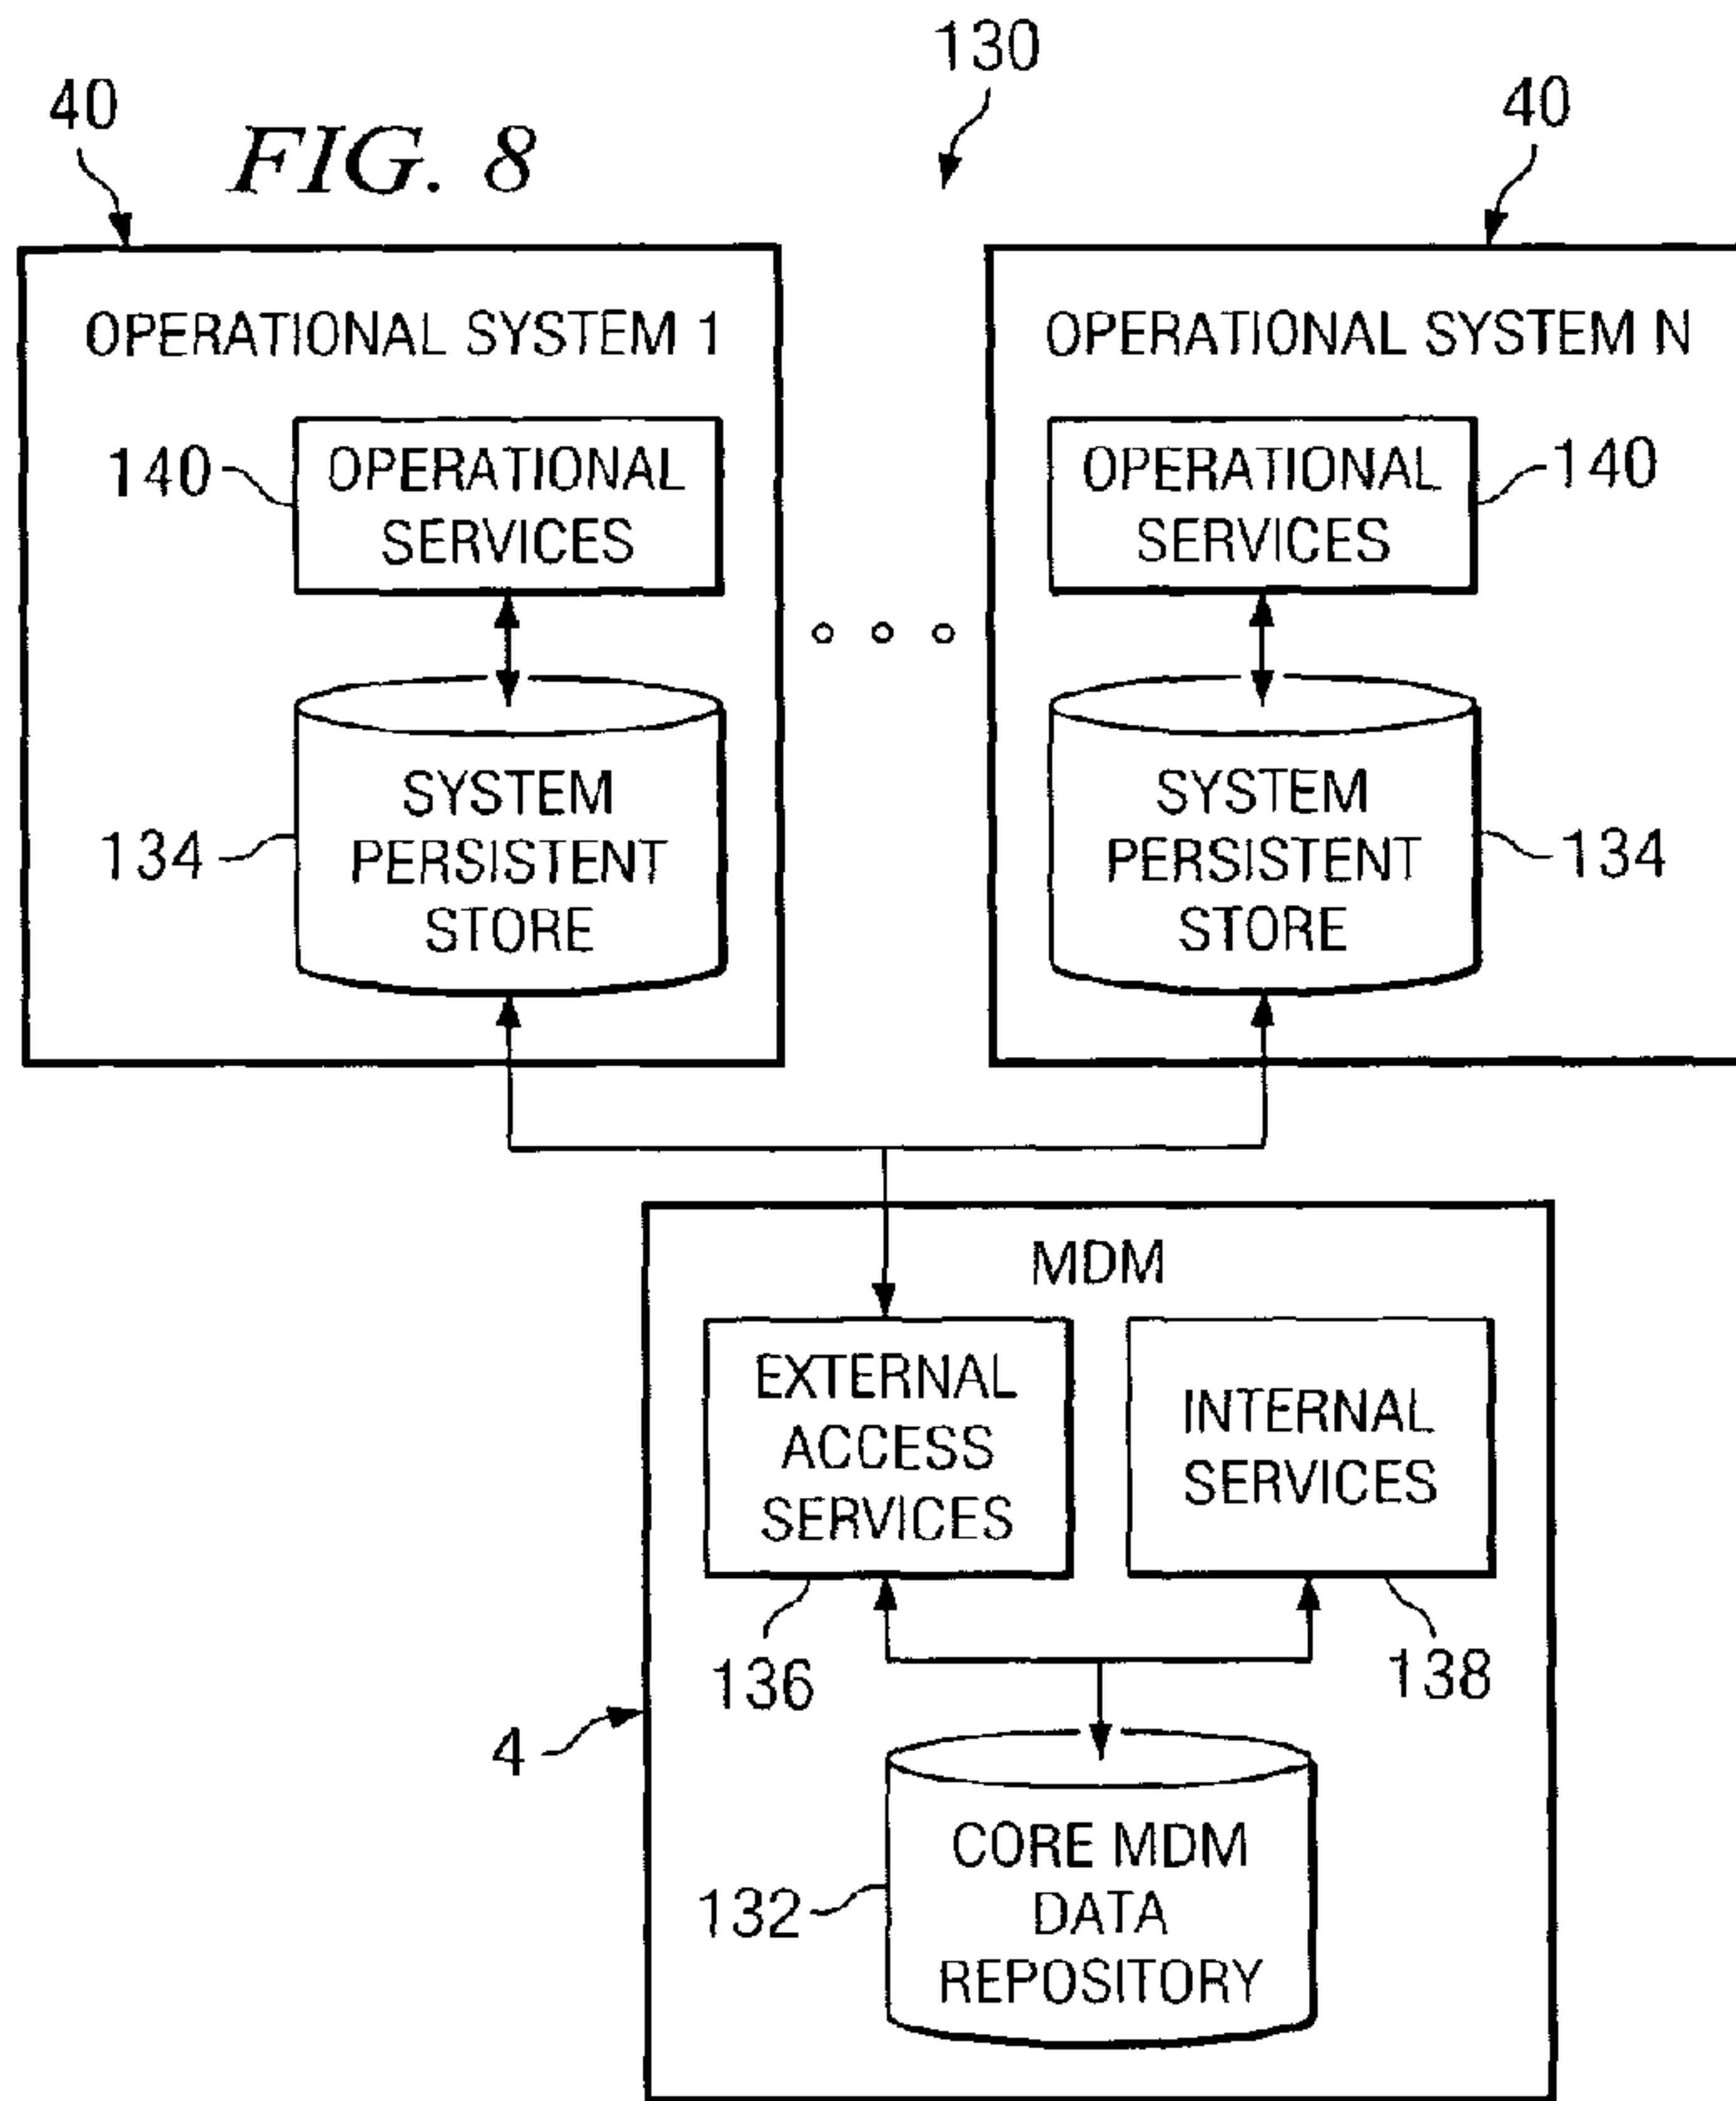 130
40
FIG. 8
40
OPERATIONAL SYSTEM 1
OPERATIONAL SYSTEM N
140
OPERATIONAL
SERVICES
OPERATIONAL
SERVICES
140
134
SYSTEM
PERSISTENT
STORE
SYSTEM
PERSISTENT
STORE
134
MDM
EXTERNAL
ACCESS
SERVICES
INTERNAL
SERVICES
136
138
4
132
CORE MDM
DATA
REPOSITORY